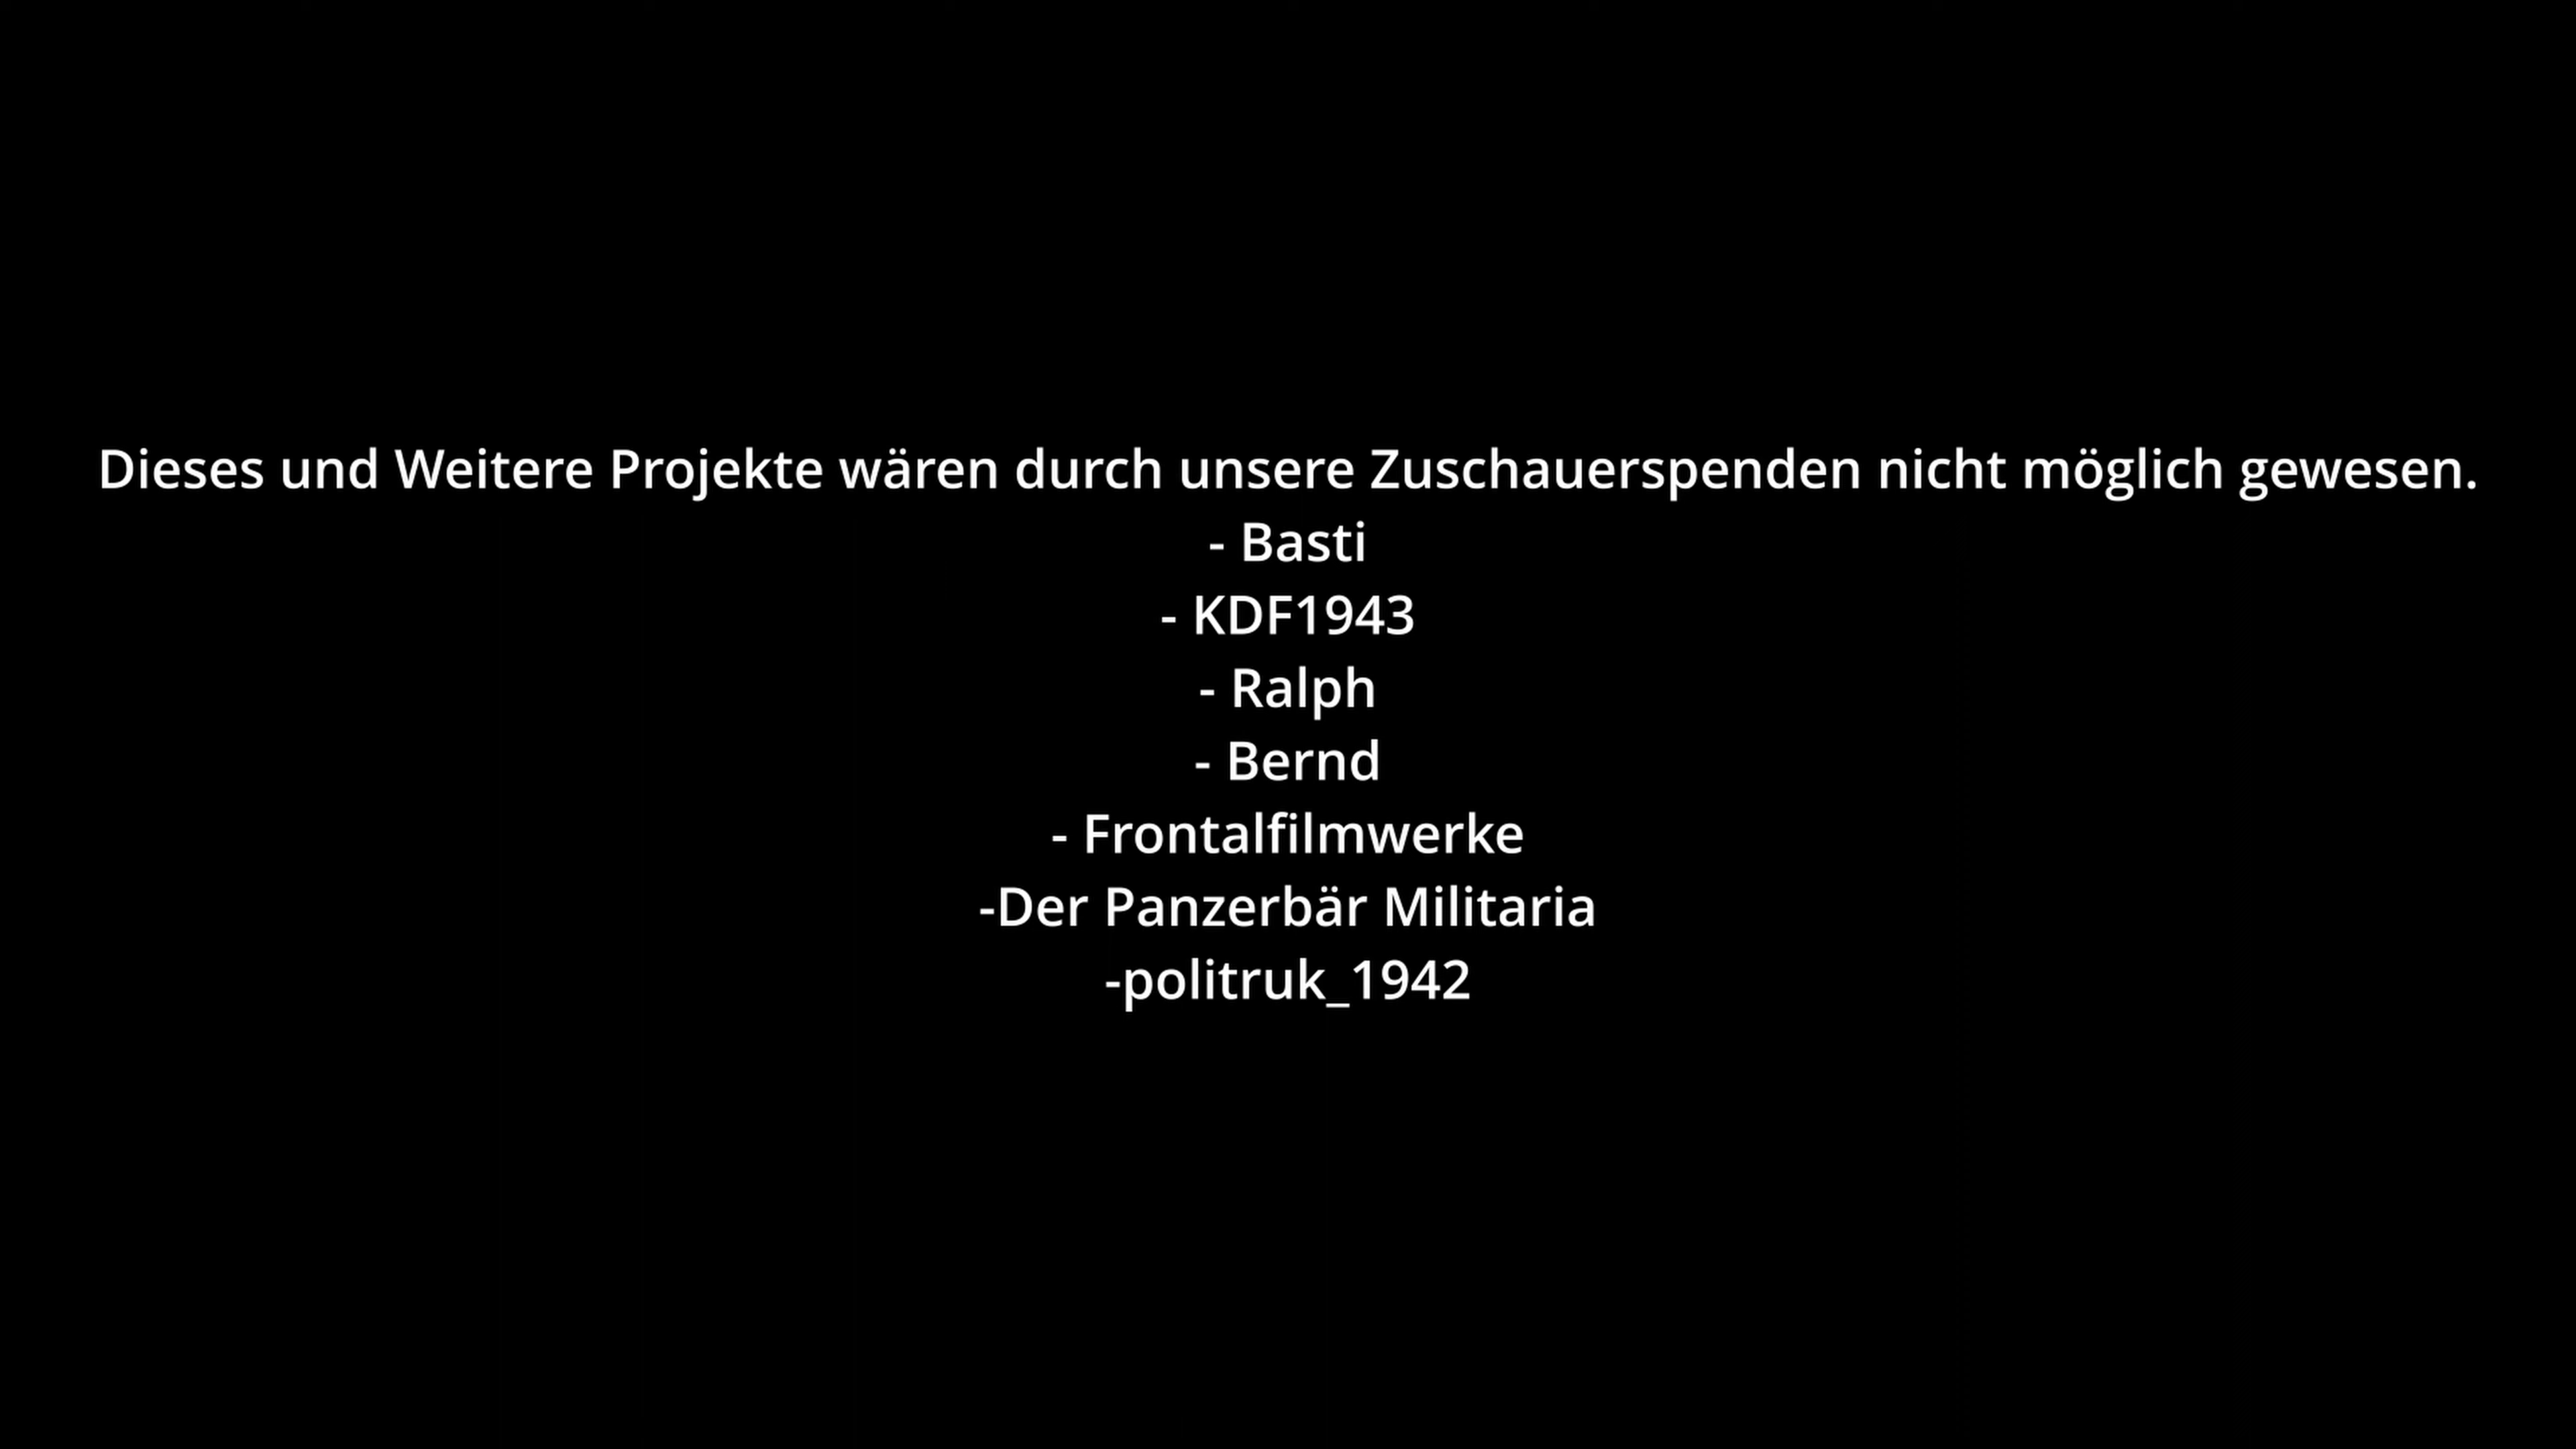 Dieses und Weitere Projekte wären durch unsere Zuschauerspenden nicht möglich gewesen.
- Basti
- KDF1943
- Ralph
- Bernd
- Frontalfilmwerke
-Der Panzerbär Militaria
-politruk_1942